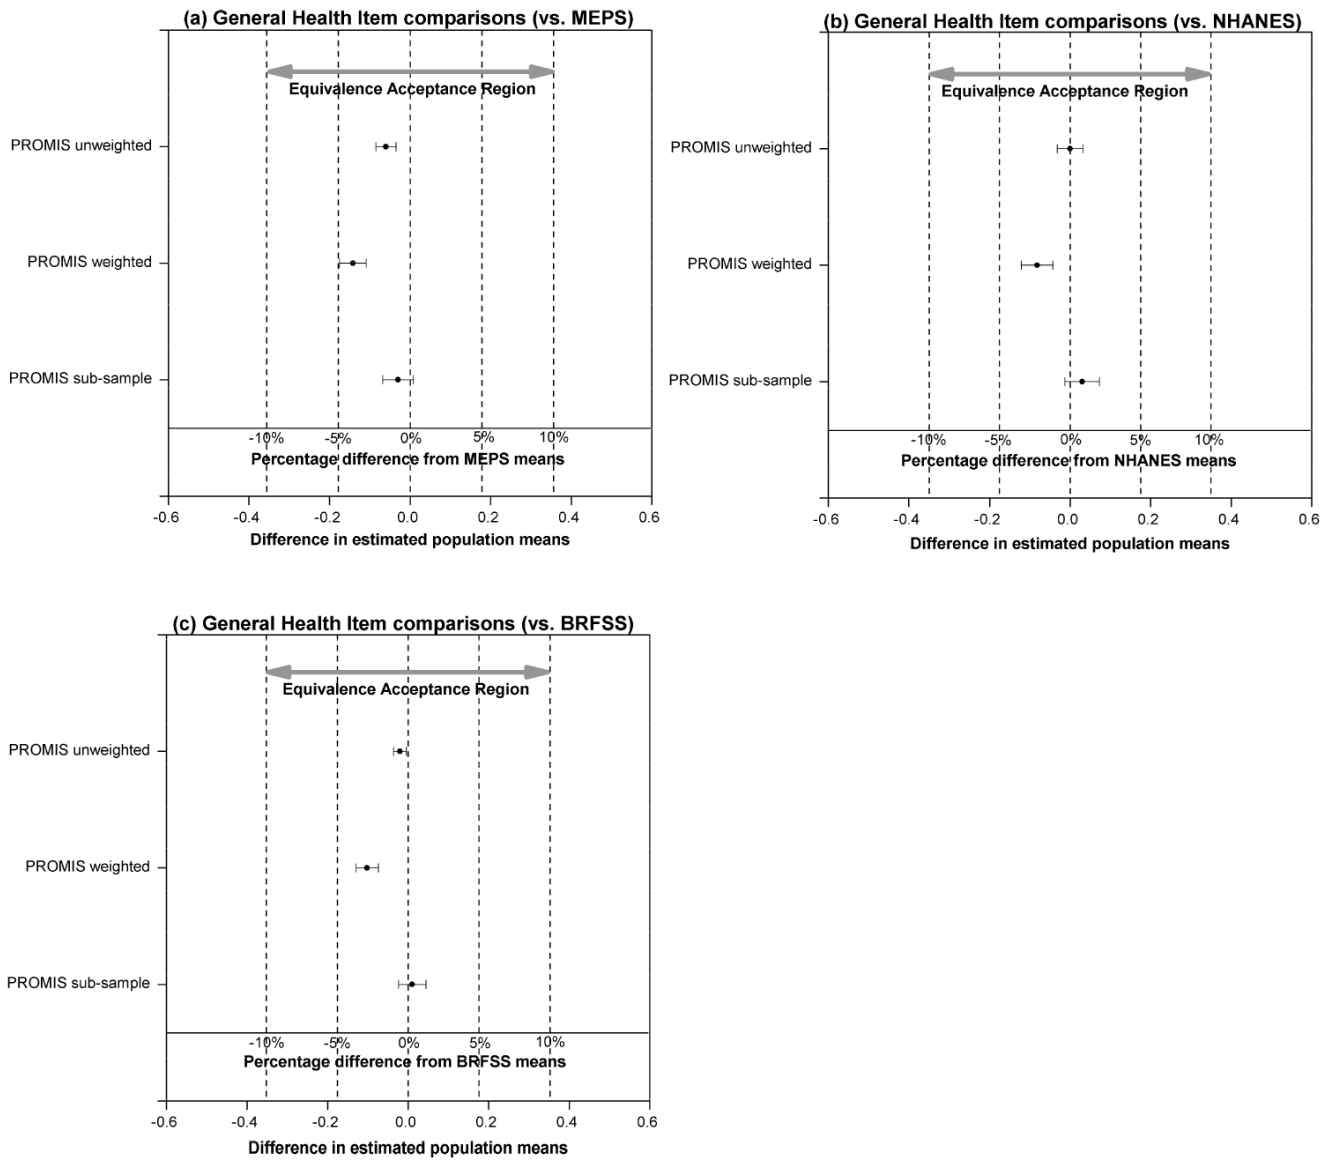 (a) General Health Item comparisons (vs. MEPS)
Equivalence Acceptance Region
PROMIS unweighted
PROMIS weighted
PROMIS sub-sample
-10% -5% 0% 5% 10%
Percentage difference from MEPS means
-0.6 -0.4 -0.2 0.0 0.2 0.4 0.6
Difference in estimated population means
(b) General Health Item comparisons (vs. NHANES)
Equivalence Acceptance Region
PROMIS unweighted
PROMIS weighted
PROMIS sub-sample
-10% -5% 0% 5% 10%
Percentage difference from NHANES means
-0.6 -0.4 -0.2 0.0 0.2 0.4 0.6
Difference in estimated population means
(c) General Health Item comparisons (vs. BRFSS)
Equivalence Acceptance Region
PROMIS unweighted
PROMIS weighted
PROMIS sub-sample
-10% -5% 0% 5% 10%
Percentage difference from BRFSS means
-0.6 -0.4 -0.2 0.0 0.2 0.4 0.6
Difference in estimated population means